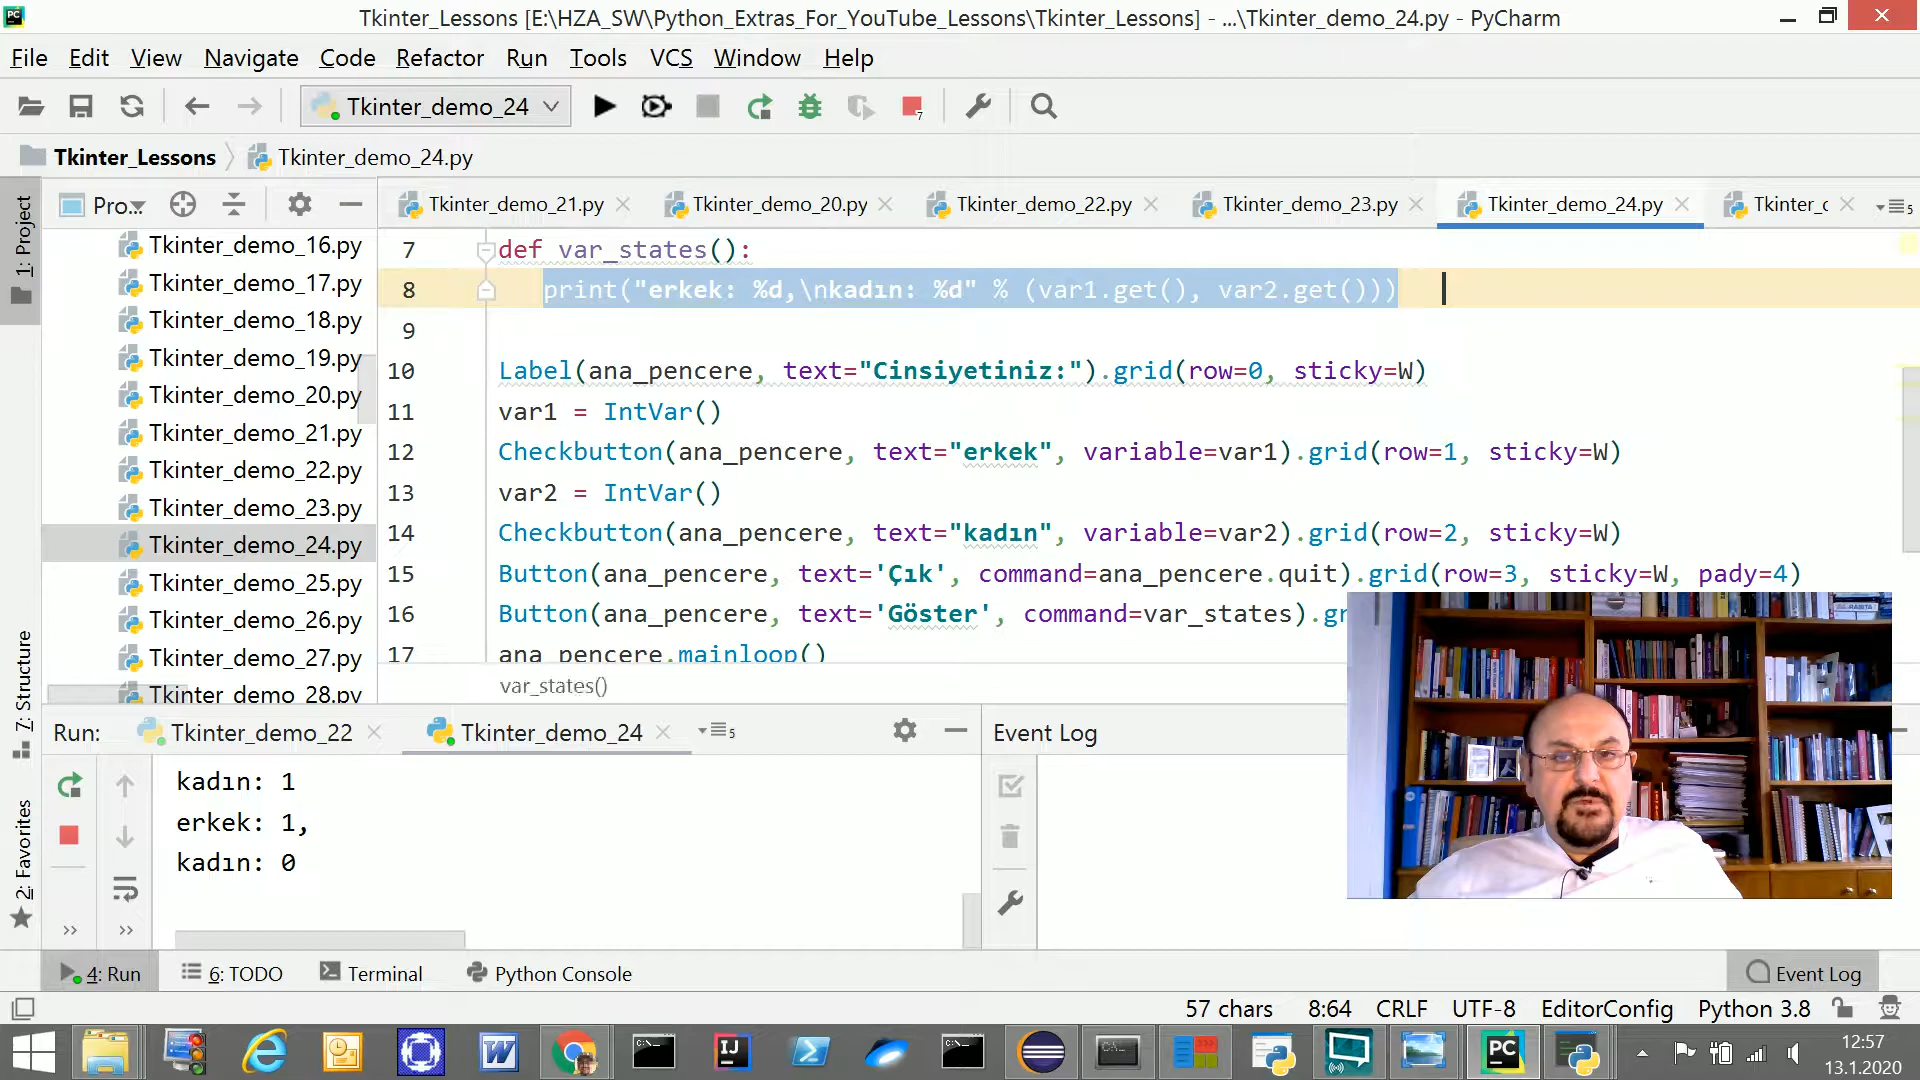 Tkinter_Lessons [E:\HZA_SW\Python_Extras_For_YouTube_Lessons\Tkinter_Lessons] - ...\Tkinter_demo_24.py - PyCharm
File Edit View Navigate Code Refactor Run Tools VCS Window Help
Tkinter_demo_24
7
Tkinter_Lessons Tkinter_demo_24.py
1: Project
Pro...
Tkinter_demo_21.py Tkinter_demo_20.py Tkinter_demo_22.py Tkinter_demo_23.py Tkinter_demo_24.py Tkinter_c 5
Tkinter_demo_16.py
Tkinter_demo_17.py
Tkinter_demo_18.py
Tkinter_demo_19.py
Tkinter_demo_20.py
Tkinter_demo_21.py
Tkinter_demo_22.py
Tkinter_demo_23.py
Tkinter_demo_24.py
Tkinter_demo_25.py
Tkinter_demo_26.py
Tkinter_demo_27.py
Tkinter_demo_28.py
7 def var_states():
8 print("erkek: %d,\nkadın: %d" % (var1.get(), var2.get()))
9
10 Label(ana_pencere, text="Cinsiyetiniz:").grid(row=0, sticky=W)
11 var1 = IntVar()
12 Checkbutton(ana_pencere, text="erkek", variable=var1).grid(row=1, sticky=W)
13 var2 = IntVar()
14 Checkbutton(ana_pencere, text="kadın", variable=var2).grid(row=2, sticky=W)
15 Button(ana_pencere, text='Çık', command=ana_pencere.quit).grid(row=3, sticky=W, pady=4)
16 Button(ana_pencere, text='Göster', command=var_states).gr
17 ana_pencere.mainloop()
var_states()
7: Structure
2: Favorites
Run: Tkinter_demo_22 Tkinter_demo_24 5
kadın: 1
erkek: 1,
kadın: 0
Event Log
4: Run 6: TODO Terminal Python Console Event Log
57 chars 8:64 CRLF UTF-8 EditorConfig Python 3.8
12:57
13.1.2020